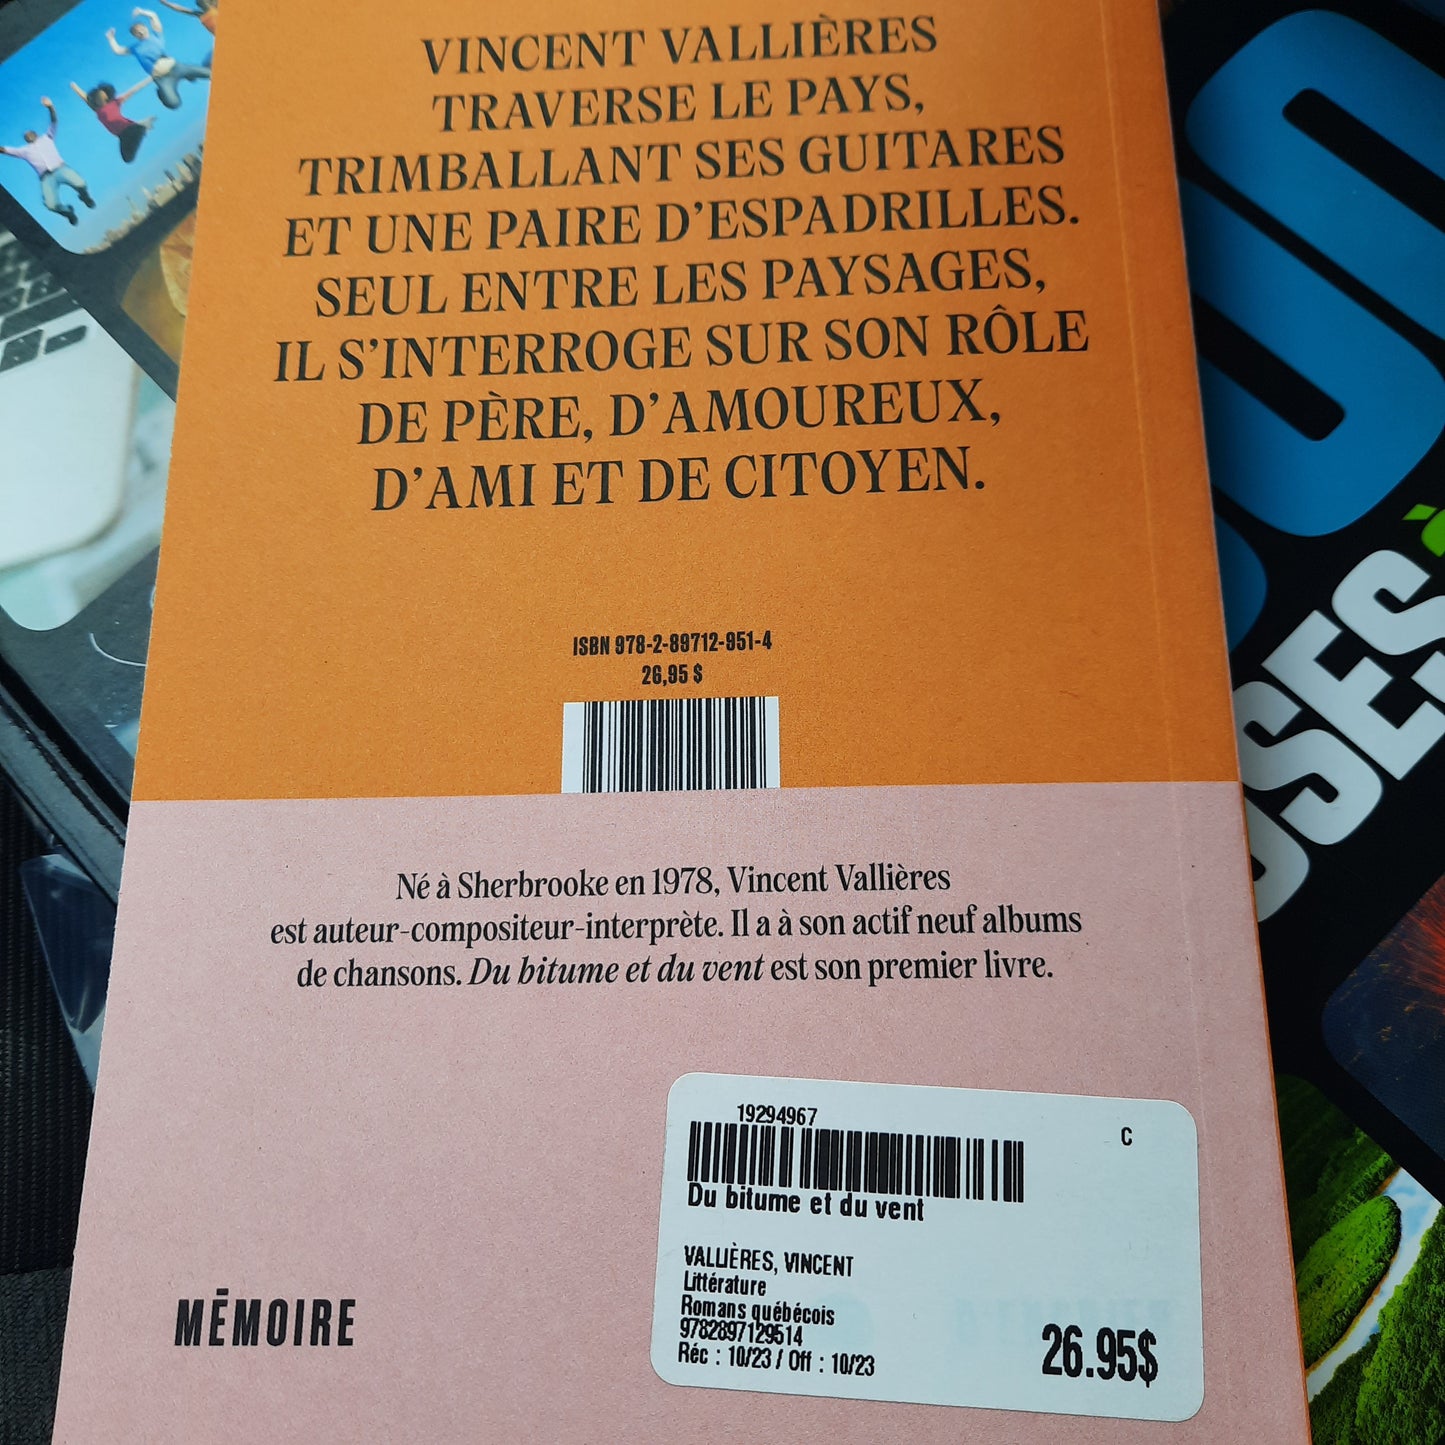 VINCENT VALLIÈRES
TRAVERSE LE PAYS,
TRIMBALLANT SES GUITARES
ET UNE PAIRE D'ESPADRILLES.
SEUL ENTRE LES PAYSAGES,
IL S'INTERROGE SUR SON RÔLE
DE PÈRE, D'AMOUREUX,
D'AMI ET DE CITOYEN.
ISBN 978-2-89712-951-4
26,95 $
Né à Sherbrooke en 1978, Vincent Vallières
est auteur-compositeur-interprète. Il a à son actif neuf albums
de chansons. Du bitume et du vent est son premier livre.
MĒMOIRE
19294967
C
Du bitume et du vent
VALLIÈRES, VINCENT
Littérature
Romans québécois
9782897129514
Réc : 10/23 / Off : 10/23
26.95$